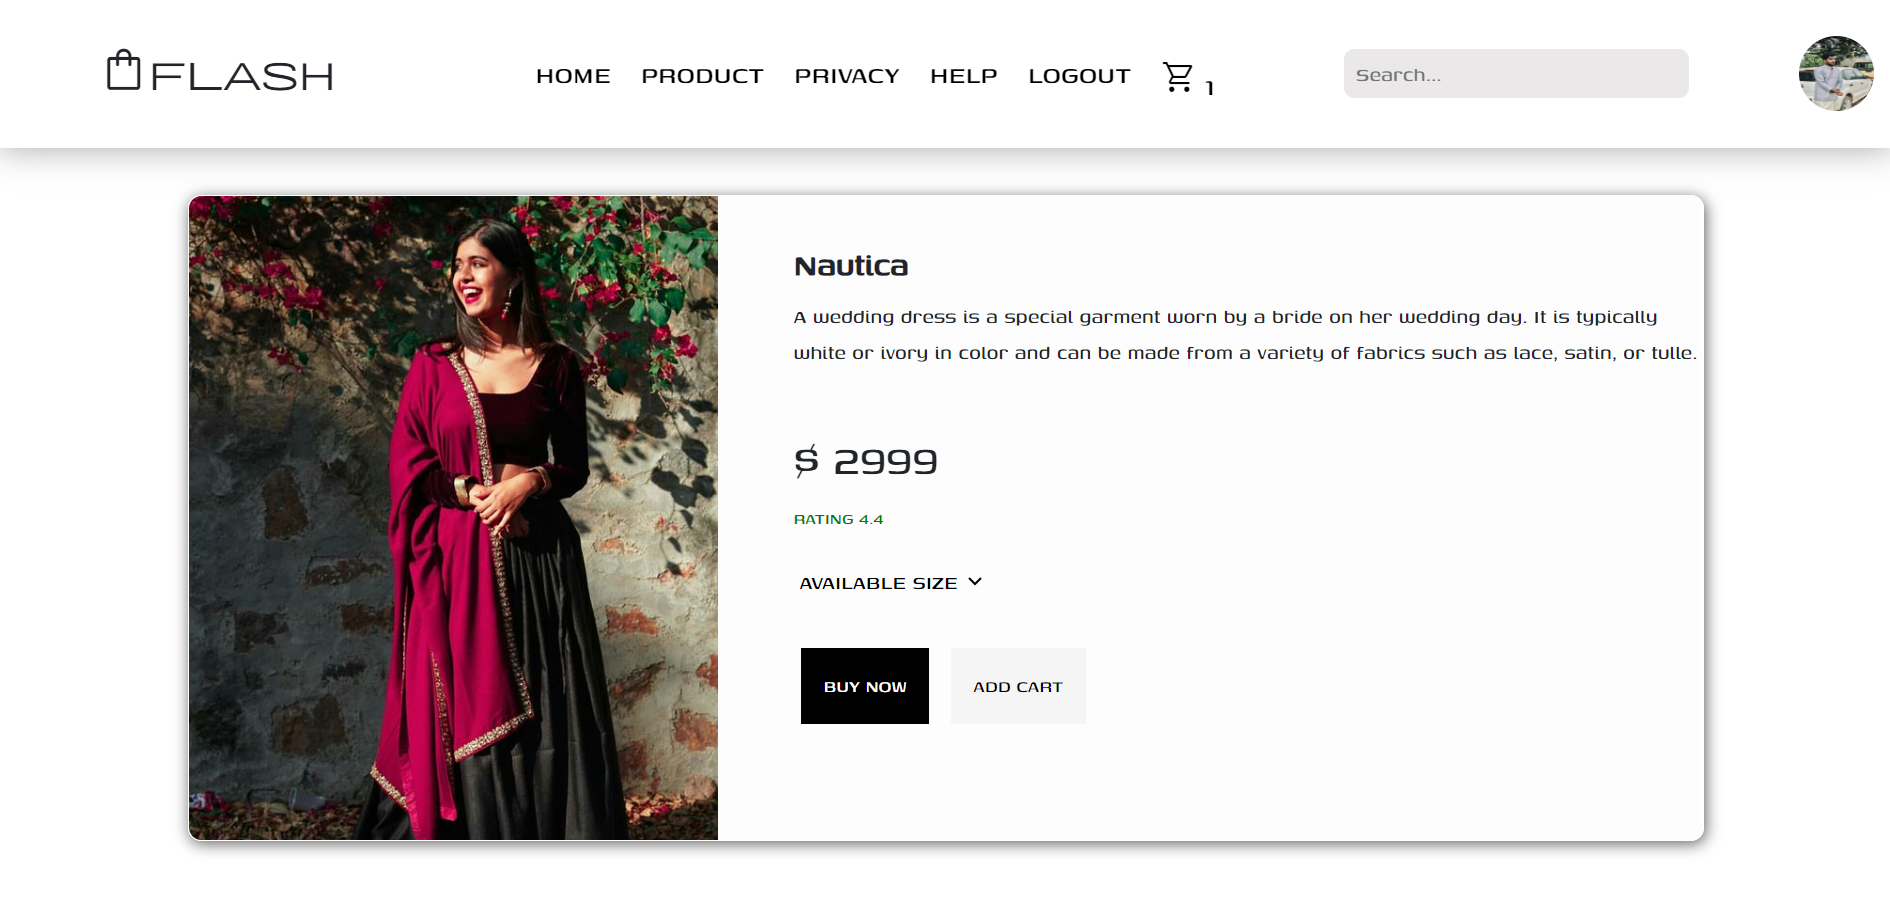 FLASH
HOME PRODUCT PRIVACY HELP LOGOUT 1
Search...
Nautica
A wedding dress is a special garment worn by a bride on her wedding day. It is typically
white or ivory in color and can be made from a variety of fabrics such as lace, satin, or tulle.
$ 2999
RATING 4.4
AVAILABLE SIZE
BUY NOW ADD CART